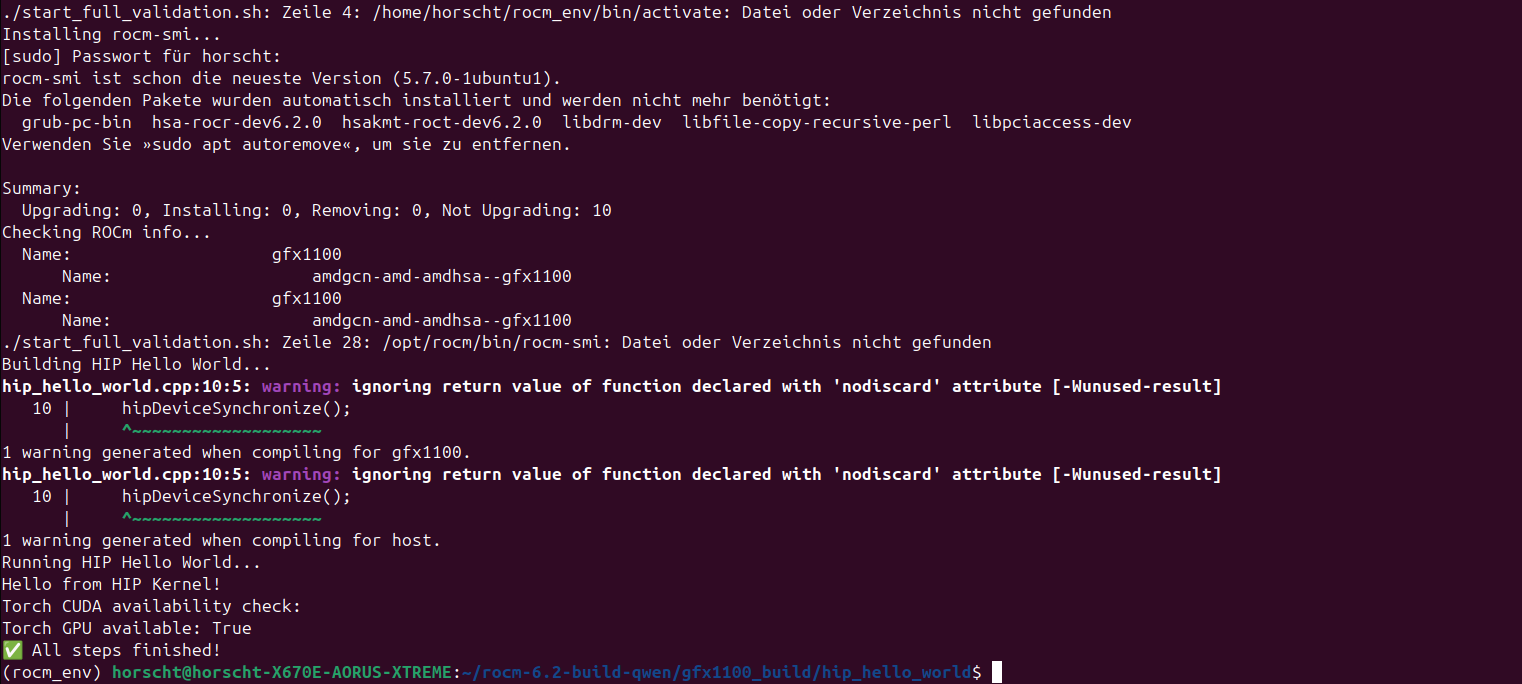 ./start_full_validation.sh: Zeile 4: /home/horscht/rocm_env/bin/activate: Datei oder Verzeichnis nicht gefunden
Installing rocm-smi...
[sudo] Passwort für horscht:
rocm-smi ist schon die neueste Version (5.7.0-1ubuntu1).
Die folgenden Pakete wurden automatisch installiert und werden nicht mehr benötigt:
  grub-pc-bin  hsa-rocr-dev6.2.0  hsakmt-roct-dev6.2.0  libdrm-dev  libfile-copy-recursive-perl  libpciaccess-dev
Verwenden Sie »sudo apt autoremove«, um sie zu entfernen.

Summary:
  Upgrading: 0, Installing: 0, Removing: 0, Not Upgrading: 10
Checking ROCm info...
  Name:                    gfx1100
      Name:                    amdgcn-amd-amdhsa--gfx1100
  Name:                    gfx1100
      Name:                    amdgcn-amd-amdhsa--gfx1100
./start_full_validation.sh: Zeile 28: /opt/rocm/bin/rocm-smi: Datei oder Verzeichnis nicht gefunden
Building HIP Hello World...
hip_hello_world.cpp:10:5: warning: ignoring return value of function declared with 'nodiscard' attribute [-Wunused-result]
   10 |     hipDeviceSynchronize();
      |     ^~~~~~~~~~~~~~~~~~~~
1 warning generated when compiling for gfx1100.
hip_hello_world.cpp:10:5: warning: ignoring return value of function declared with 'nodiscard' attribute [-Wunused-result]
   10 |     hipDeviceSynchronize();
      |     ^~~~~~~~~~~~~~~~~~~~
1 warning generated when compiling for host.
Running HIP Hello World...
Hello from HIP Kernel!
Torch CUDA availability check:
Torch GPU available: True
✅ All steps finished!
(rocm_env) horscht@horscht-X670E-AORUS-XTREME:~/rocm-6.2-build-qwen/gfx1100_build/hip_hello_world$